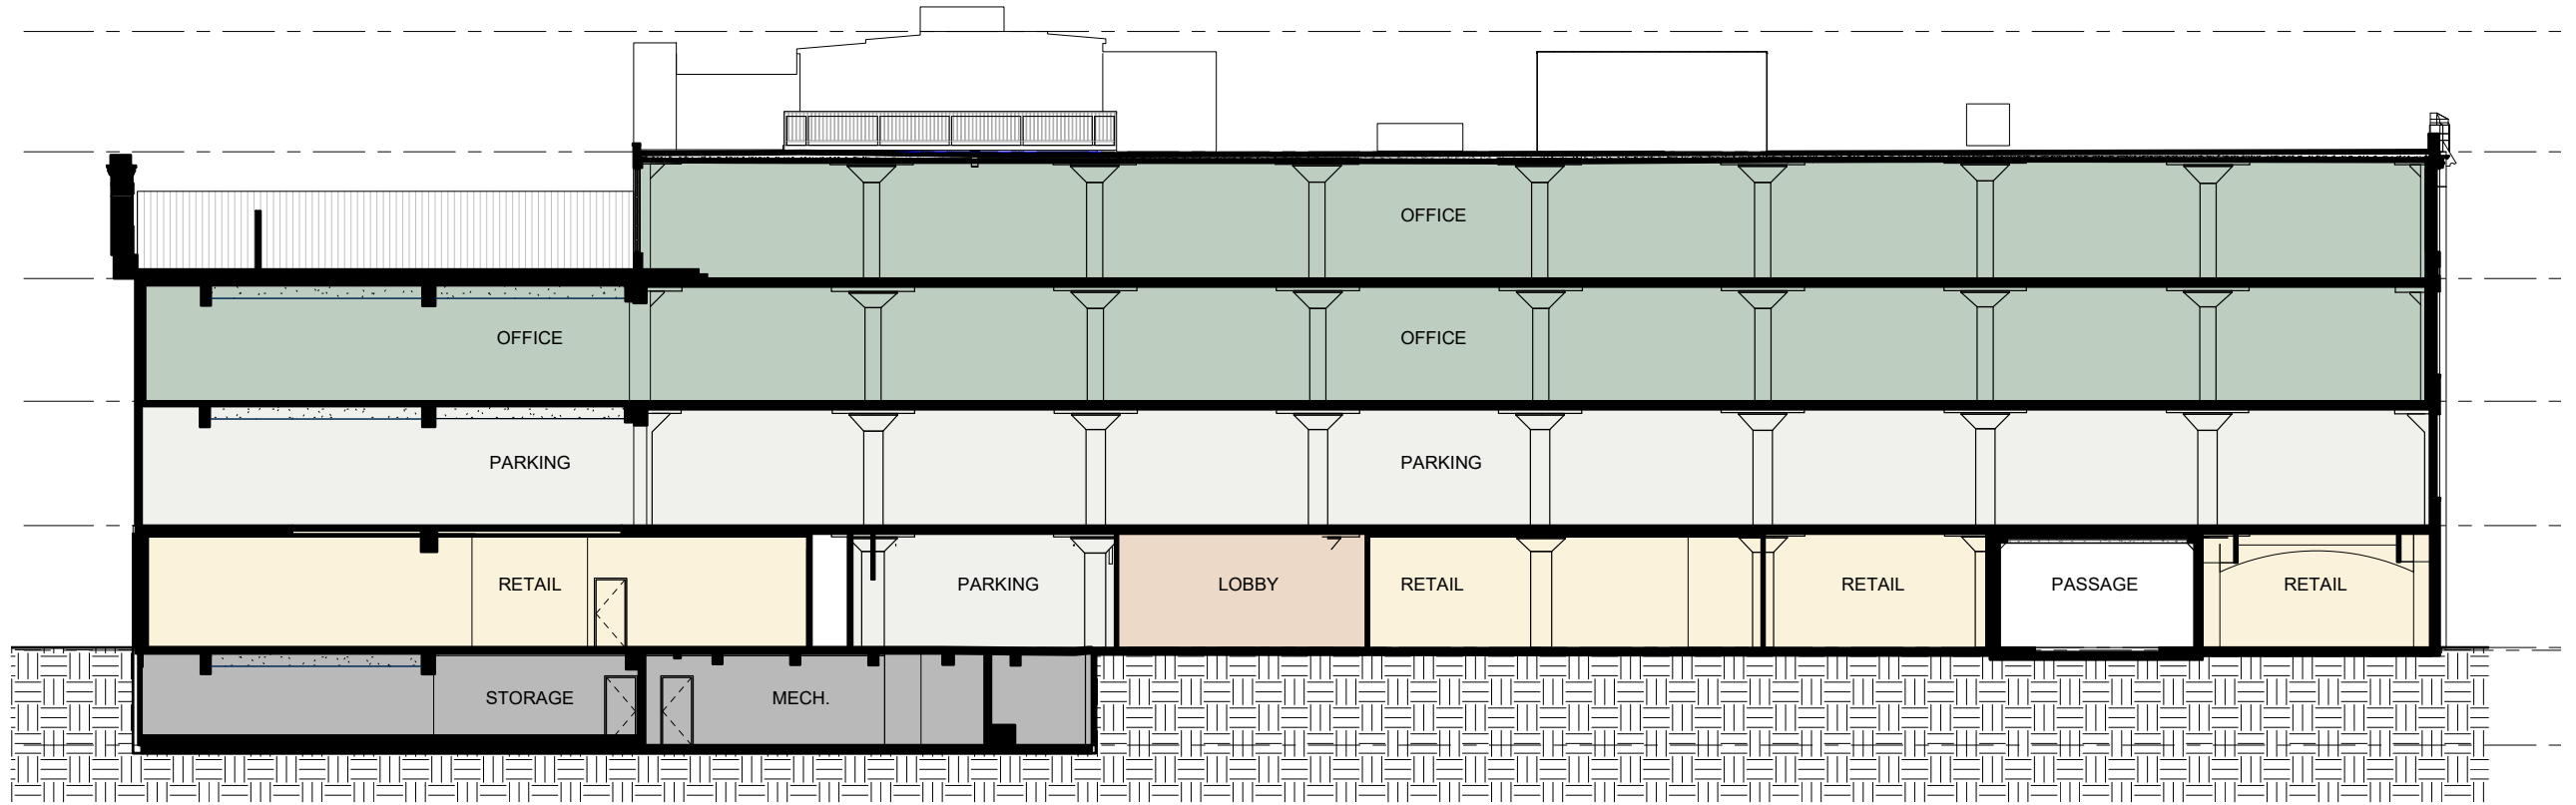 OFFICE
OFFICE
OFFICE
PARKING
PARKING
RETAIL
PARKING
LOBBY
RETAIL
RETAIL
PASSAGE
RETAIL
STORAGE
MECH.